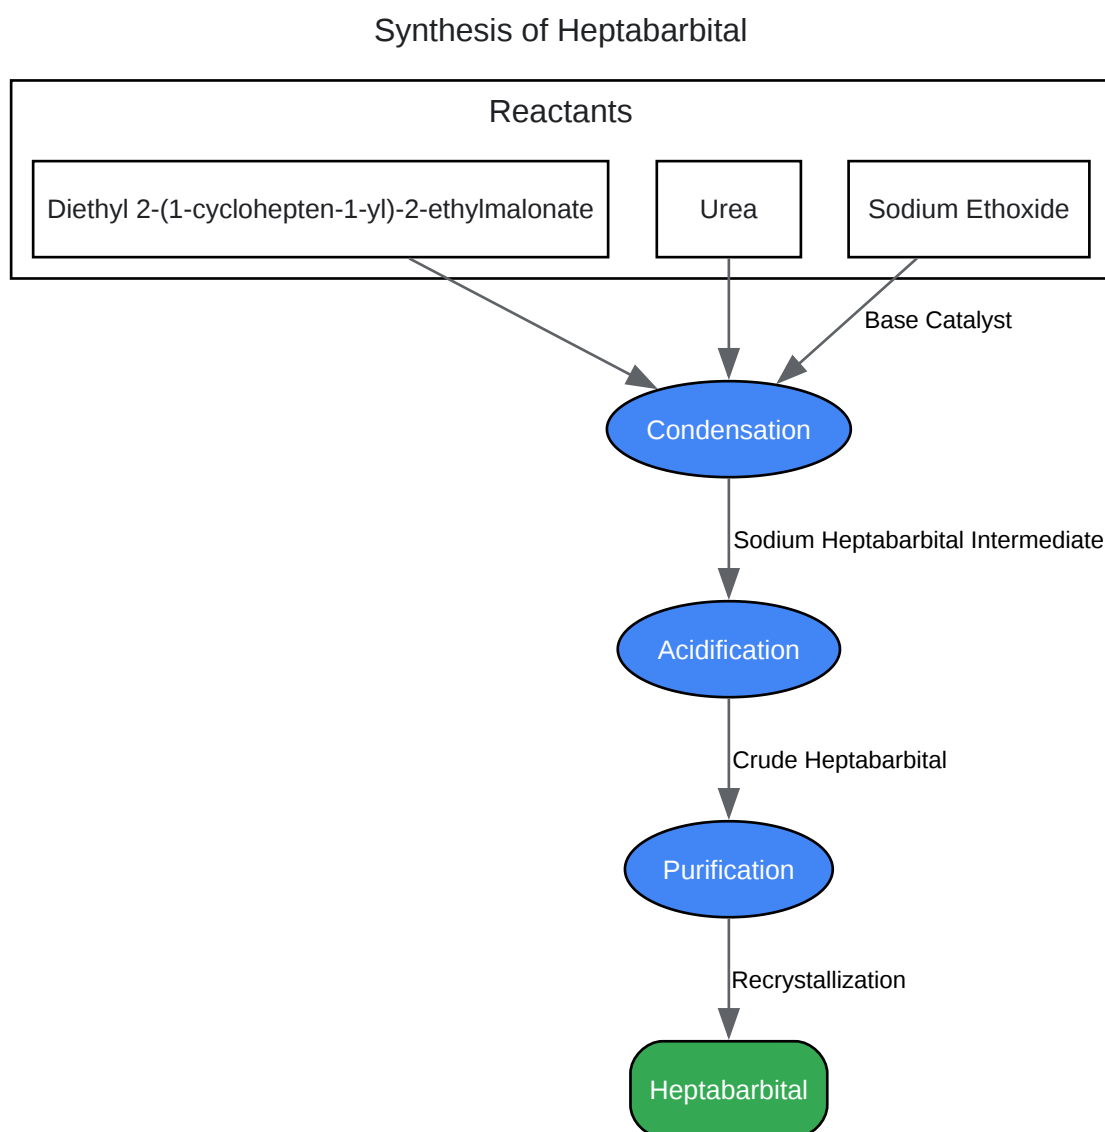 Synthesis of Heptabarbital
Reactants
Diethyl 2-(1-cyclohepten-1-yl)-2-ethylmalonate
Urea
Sodium Ethoxide
Base Catalyst
Condensation
Sodium Heptabarbital Intermediate
Acidification
Crude Heptabarbital
Purification
Recrystallization
Heptabarbital